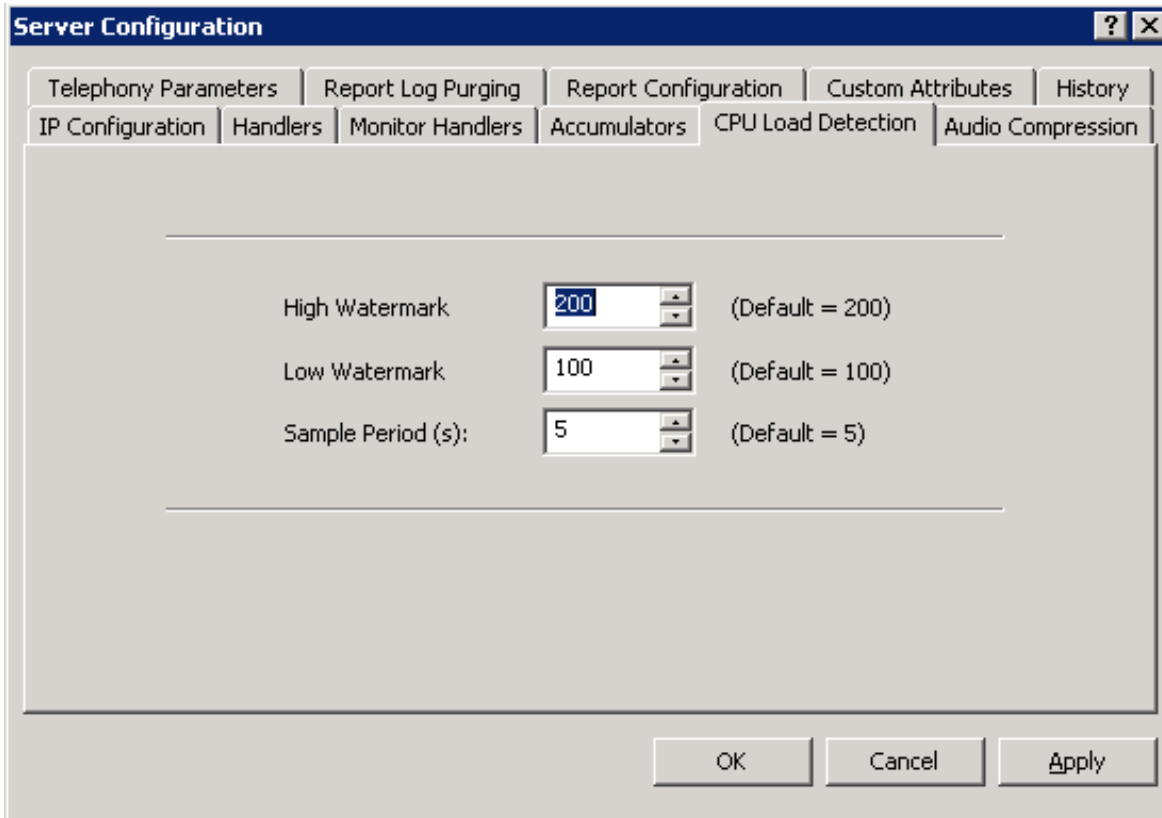 Server Configuration
Telephony Parameters Report Log Purging Report Configuration Custom Attributes History
IP Configuration Handlers Monitor Handlers Accumulators CPU Load Detection Audio Compression
High Watermark 200 (Default = 200)
Low Watermark 100 (Default = 100)
Sample Period (s): 5 (Default = 5)
OK Cancel Apply